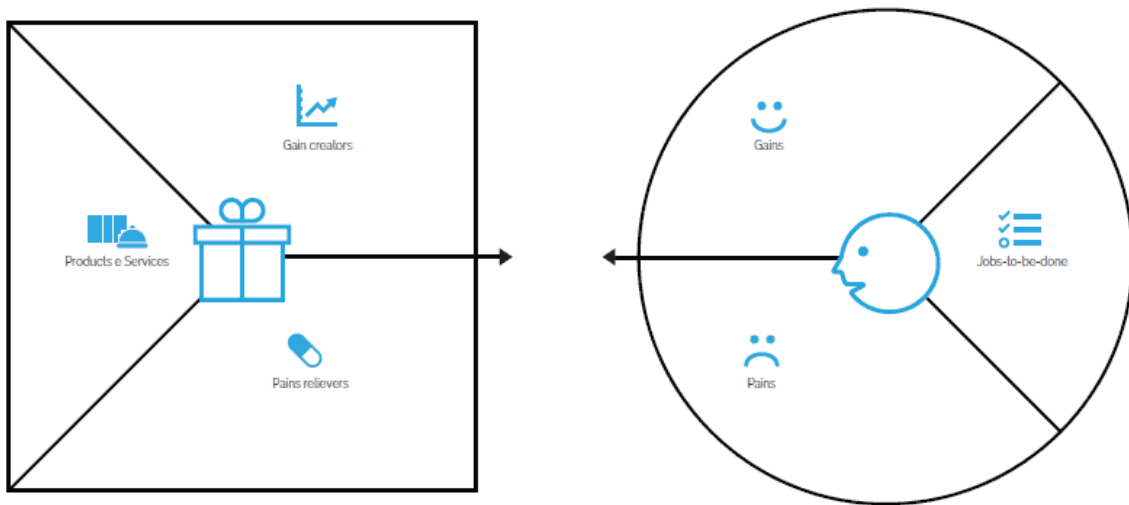 Gain creators
Products e Services
Pains relievers
Gains
Jobs-to-be-done
Pains